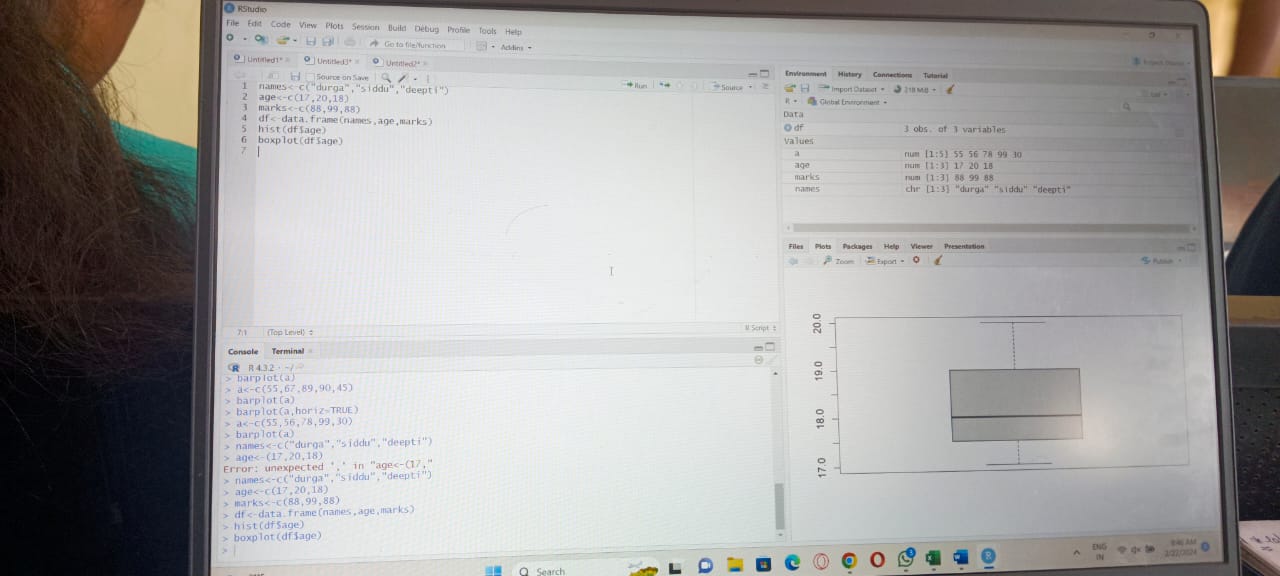 RStudio
File Edit Code View Plots Session Build Debug Profile Tools Help
Go to file/function Addins
Untitled1* Untitled3* Untitled2*
Source on Save Run Source
1 names<-c("durga","siddu","deepti")
2 age<-c(17,20,18)
3 marks<-c(88,99,88)
4 df<-data.frame(names,age,marks)
5 hist(df$age)
6 boxplot(df$age)
7
7:1 (Top Level) R Script
Console Terminal
R 4.3.2 · ~/
> barplot(a)
> a<-c(55,67,89,90,45)
> barplot(a)
> barplot(a,horiz=TRUE)
> a<-c(55,56,78,99,30)
> barplot(a)
> names<-c("durga","siddu","deepti")
> age<-(17,20,18)
Error: unexpected ',' in "age<-(17,"
> names<-c("durga","siddu","deepti")
> age<-c(17,20,18)
> marks<-c(88,99,88)
> df<-data.frame(names,age,marks)
> hist(df$age)
> boxplot(df$age)
>
Environment History Connections Tutorial
Import Dataset 218 MiB
R Global Environment
Data
df 3 obs. of 3 variables
Values
a num [1:5] 55 56 78 99 30
age num [1:3] 17 20 18
marks num [1:3] 88 99 88
names chr [1:3] "durga" "siddu" "deepti"
Files Plots Packages Help Viewer Presentation
Zoom Export Publish
20.0
19.0
18.0
17.0
Search
ENG
IN
9:46 AM
2/22/2024